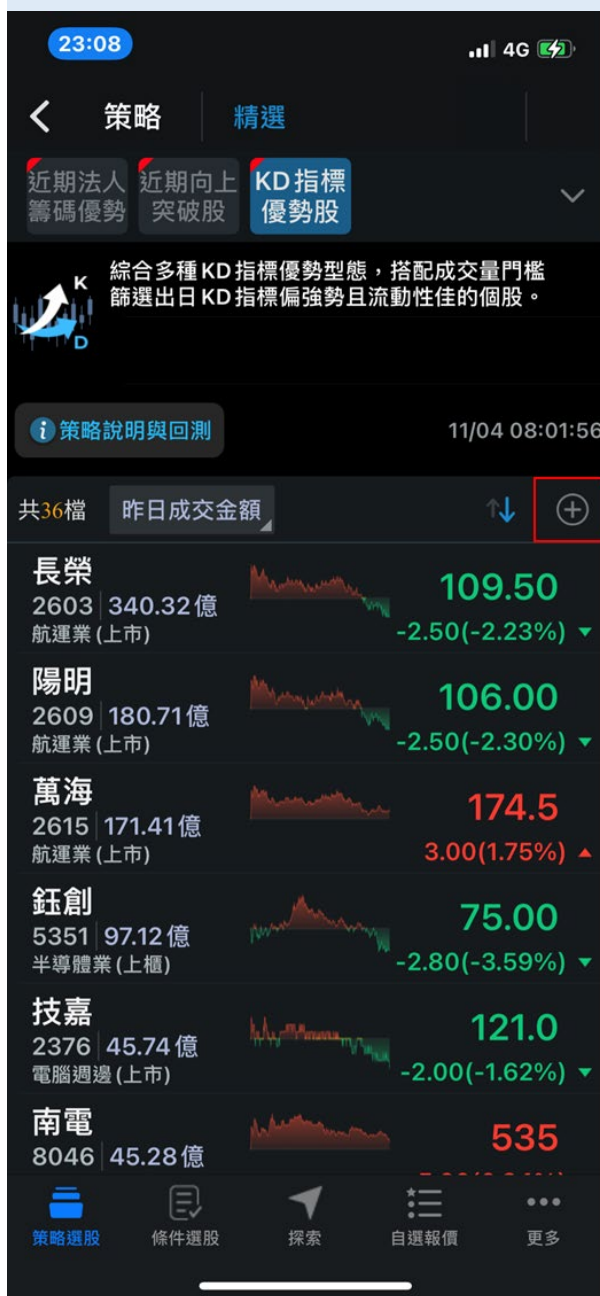 23:08
4G
策略
精選
近期法人
籌碼優勢
近期向上
突破股
KD指標
優勢股
K
D
綜合多種KD指標優勢型態，搭配成交量門檻
篩選出日KD指標偏強勢且流動性佳的個股。
i 策略說明與回測
11/04 08:01:56
共36檔
昨日成交金額
長榮
2603 340.32億
航運業(上市)
109.50
-2.50(-2.23%)
陽明
2609 180.71億
航運業(上市)
106.00
-2.50(-2.30%)
萬海
2615 171.41億
航運業(上市)
174.5
3.00(1.75%)
鈺創
5351 97.12億
半導體業(上櫃)
75.00
-2.80(-3.59%)
技嘉
2376 45.74億
電腦週邊(上市)
121.0
-2.00(-1.62%)
南電
8046 45.28億
535
策略選股
條件選股
探索
自選報價
更多